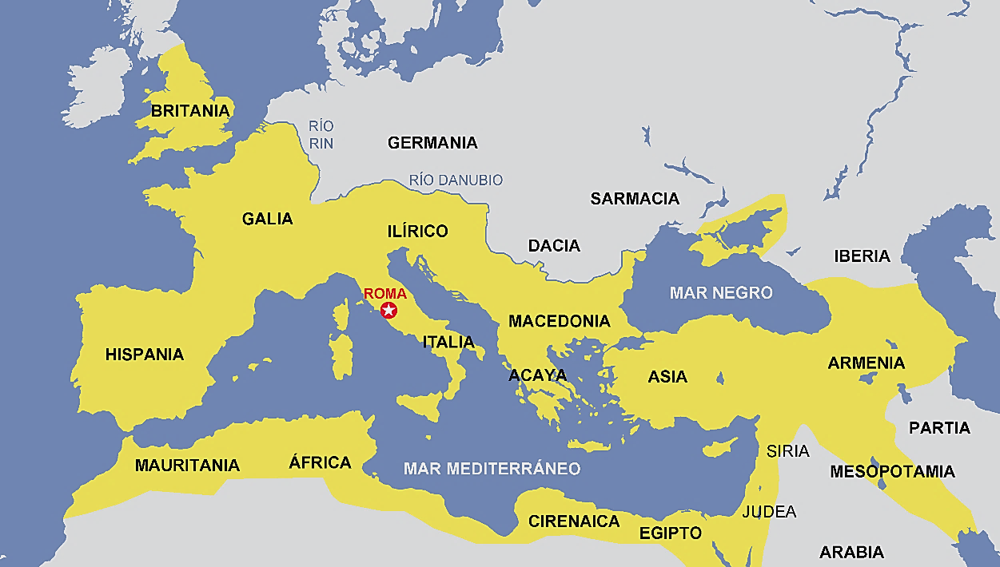 BRITANIA
RÍO
RIN
GERMANIA
RÍO DANUBIO
SARMACIA
GALIA
ILÍRICO
DACIA
IBERIA
ROMA
MAR NEGRO
MACEDONIA
ITALIA
HISPANIA
ACAYA
ASIA
ARMENIA
PARTIA
MAURITANIA
ÁFRICA
MAR MEDITERRÁNEO
SIRIA
MESOPOTAMIA
JUDEA
CIRENAICA
EGIPTO
ARABIA